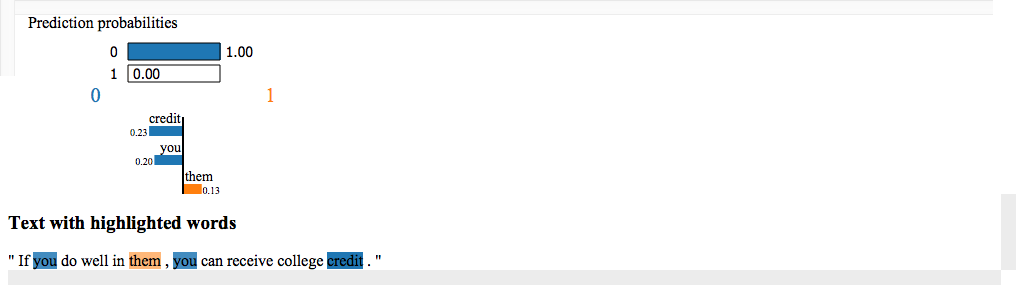 Prediction probabilities
0 1.00
1 0.00
0 1
credit
0.23
you
0.20
them
0.13
Text with highlighted words
" If you do well in them , you can receive college credit . "